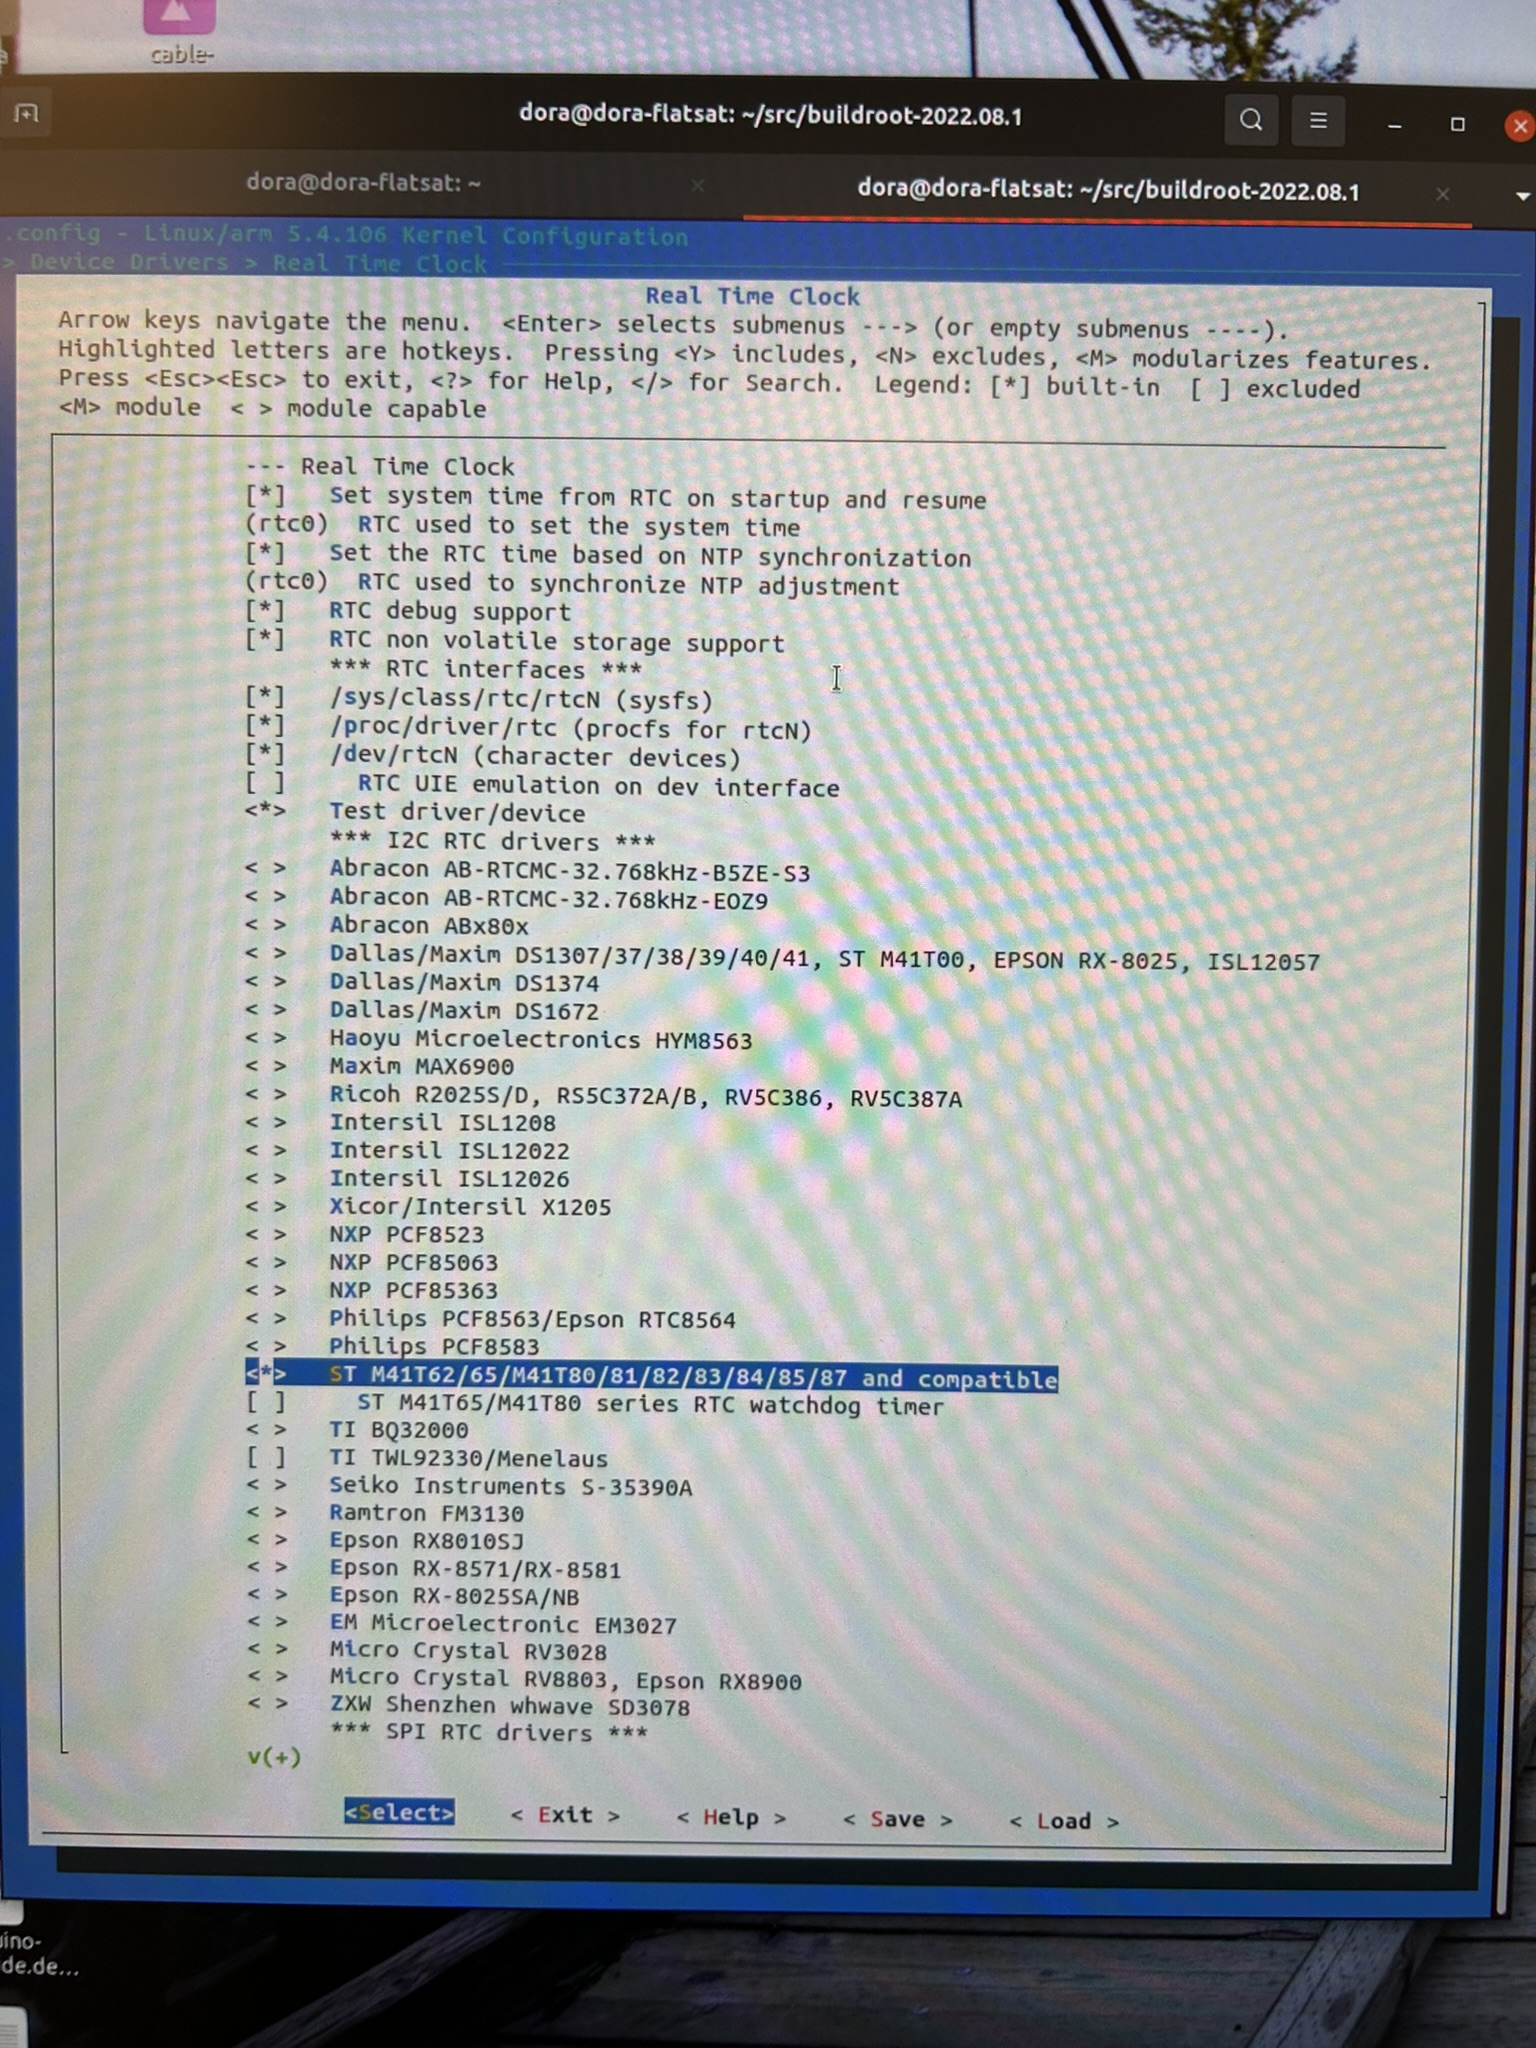 cable-
dora@dora-flatsat: ~/src/buildroot-2022.08.1
dora@dora-flatsat: ~
dora@dora-flatsat: ~/src/buildroot-2022.08.1
.config - Linux/arm 5.4.106 Kernel Configuration
> Device Drivers > Real Time Clock
Real Time Clock
Arrow keys navigate the menu.  <Enter> selects submenus ---> (or empty submenus ----).
Highlighted letters are hotkeys.  Pressing <Y> includes, <N> excludes, <M> modularizes features.
Press <Esc><Esc> to exit, <?> for Help, </> for Search.  Legend: [*] built-in  [ ] excluded
<M> module  < > module capable
--- Real Time Clock
[*]   Set system time from RTC on startup and resume
(rtc0)  RTC used to set the system time
[*]   Set the RTC time based on NTP synchronization
(rtc0)  RTC used to synchronize NTP adjustment
[*]   RTC debug support
[*]   RTC non volatile storage support
*** RTC interfaces ***
[*]   /sys/class/rtc/rtcN (sysfs)
[*]   /proc/driver/rtc (procfs for rtcN)
[*]   /dev/rtcN (character devices)
[ ]     RTC UIE emulation on dev interface
<*>   Test driver/device
*** I2C RTC drivers ***
< >   Abracon AB-RTCMC-32.768kHz-B5ZE-S3
< >   Abracon AB-RTCMC-32.768kHz-EOZ9
< >   Abracon ABx80x
< >   Dallas/Maxim DS1307/37/38/39/40/41, ST M41T00, EPSON RX-8025, ISL12057
< >   Dallas/Maxim DS1374
< >   Dallas/Maxim DS1672
< >   Haoyu Microelectronics HYM8563
< >   Maxim MAX6900
< >   Ricoh R2025S/D, RS5C372A/B, RV5C386, RV5C387A
< >   Intersil ISL1208
< >   Intersil ISL12022
< >   Intersil ISL12026
< >   Xicor/Intersil X1205
< >   NXP PCF8523
< >   NXP PCF85063
< >   NXP PCF85363
< >   Philips PCF8563/Epson RTC8564
< >   Philips PCF8583
<*>   ST M41T62/65/M41T80/81/82/83/84/85/87 and compatible
[ ]     ST M41T65/M41T80 series RTC watchdog timer
< >   TI BQ32000
[ ]   TI TWL92330/Menelaus
< >   Seiko Instruments S-35390A
< >   Ramtron FM3130
< >   Epson RX8010SJ
< >   Epson RX-8571/RX-8581
< >   Epson RX-8025SA/NB
< >   EM Microelectronic EM3027
< >   Micro Crystal RV3028
< >   Micro Crystal RV8803, Epson RX8900
< >   ZXW Shenzhen whwave SD3078
*** SPI RTC drivers ***
v(+)
<Select>    < Exit >    < Help >    < Save >    < Load >
ino-
de.de...